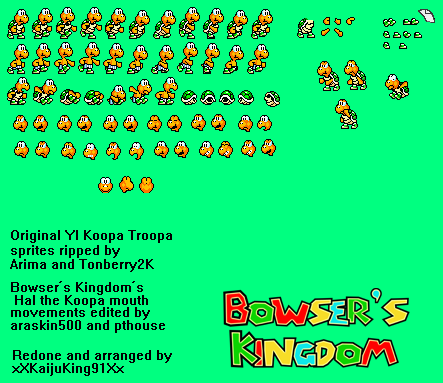 Original YI Koopa Troopa
sprites ripped by
Arima and Tonberry2K
Bowser´s Kingdom´s
Hal the Koopa mouth
movements edited by
araskin500 and pthouse
Redone and arranged by
xXKaijuKing91Xx
BOWSER'S
KINGDOM